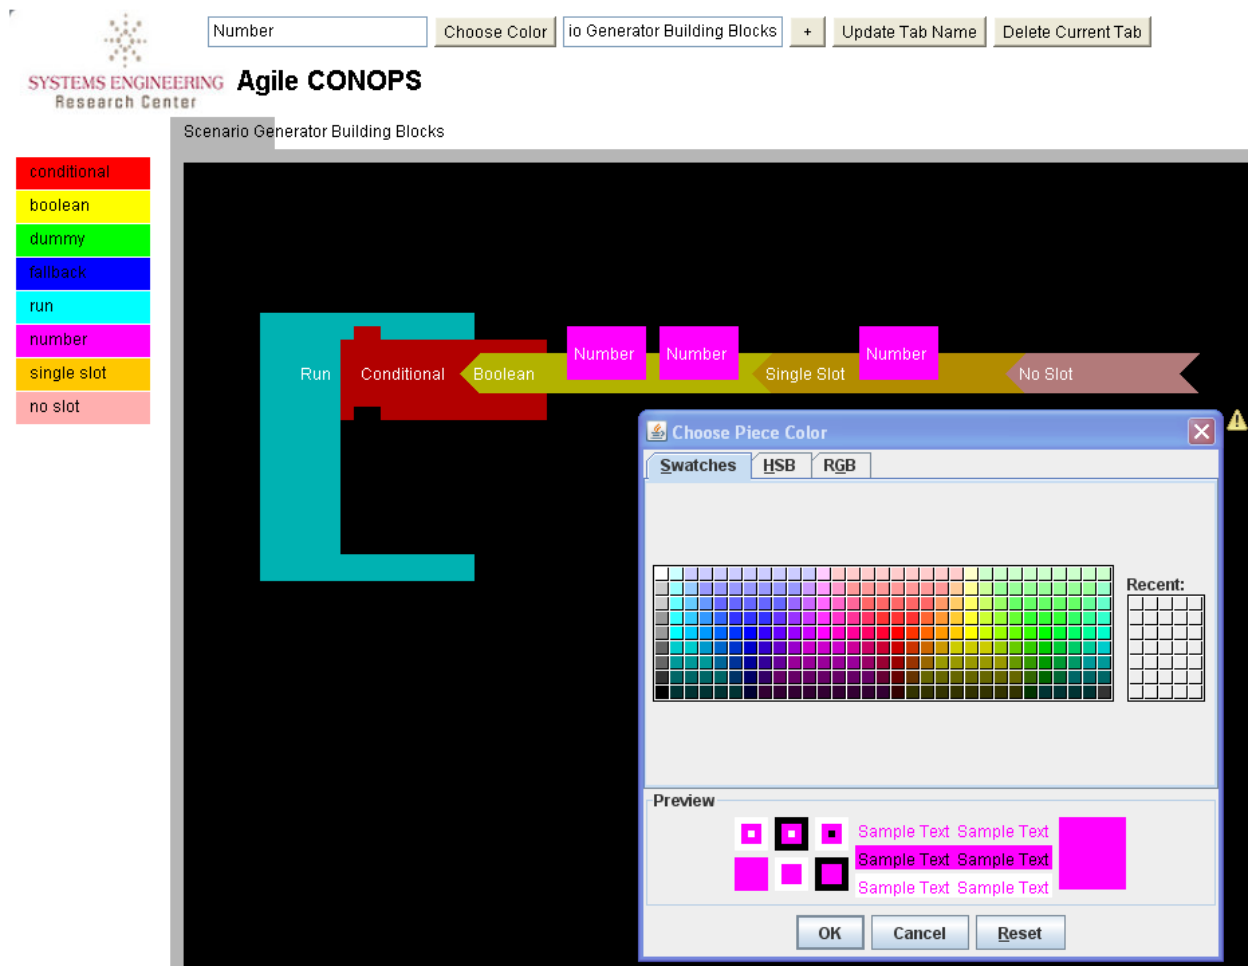 Number Choose Color io Generator Building Blocks + Update Tab Name Delete Current Tab
SYSTEMS ENGINEERING
Research Center
Agile CONOPS
Scenario Generator Building Blocks
conditional
boolean
dummy
fallback
run
number
single slot
no slot
Number Number Number
Run Conditional Boolean Single Slot No Slot
Choose Piece Color
Swatches HSB RGB
Recent:
Preview
Sample Text Sample Text
Sample Text Sample Text
Sample Text Sample Text
OK Cancel Reset